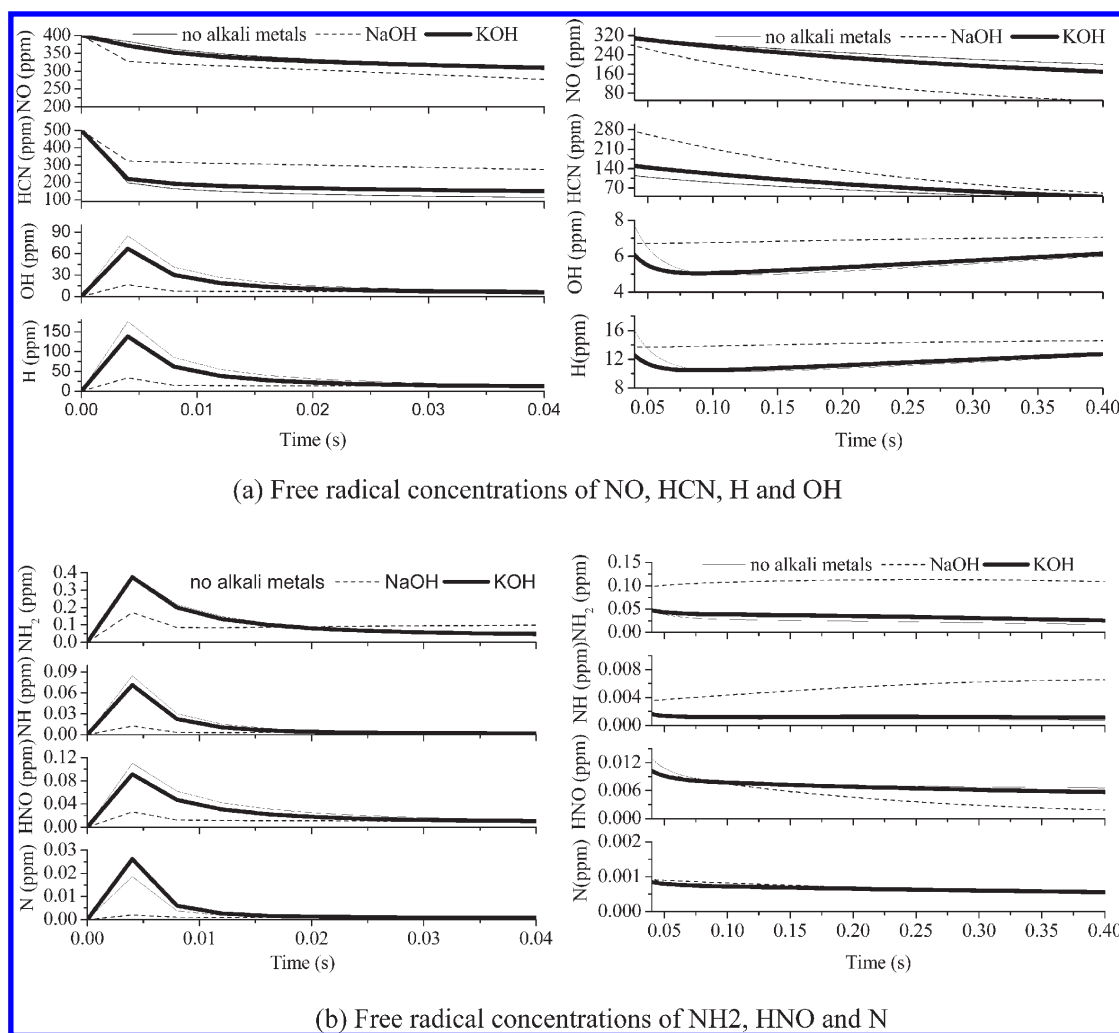 no alkali metals NaOH KOH
400
350
300
250
200
NO (ppm)
500
400
300
200
100
HCN (ppm)
90
60
30
0
OH (ppm)
150
100
50
0
H (ppm)
0.00 0.01 0.02 0.03 0.04
Time (s)
no alkali metals NaOH KOH
320
240
160
80
NO (ppm)
280
210
140
70
HCN (ppm)
8
6
4
OH (ppm)
16
12
8
H(ppm)
0.05 0.10 0.15 0.20 0.25 0.30 0.35 0.40
Time (s)
(a) Free radical concentrations of NO, HCN, H and OH
no alkali metals NaOH KOH
0.4
0.3
0.2
0.1
0.0
NH2 (ppm)
0.09
0.06
0.03
0.00
NH (ppm)
0.12
0.08
0.04
0.00
HNO (ppm)
0.03
0.02
0.01
0.00
N (ppm)
0.00 0.01 0.02 0.03 0.04
Time (s)
no alkali metals NaOH KOH
0.15
0.10
0.05
0.00
NH2 (ppm)
0.008
0.004
0.000
NH (ppm)
0.012
0.006
0.000
HNO (ppm)
0.002
0.001
0.000
N(ppm)
0.05 0.10 0.15 0.20 0.25 0.30 0.35 0.40
Time (s)
(b) Free radical concentrations of NH2, HNO and N